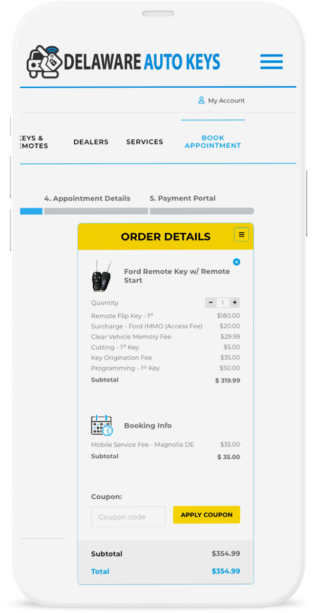 DELAWARE AUTO KEYS
My Account
KEYS &
EMOTES
DEALERS
SERVICES
BOOK
APPOINTMENT
4. Appointment Details
5. Payment Portal
ORDER DETAILS
Ford Remote Key w/ Remote
Start
Quantity - 1 +
Remote Flip Key - 1st $180.00
Surcharge - Ford IMMO (Access Fee) $20.00
Clear Vehicle Memory Fee $29.99
Cutting - 1st Key $5.00
Key Origination Fee $35.00
Programming - 1st Key $50.00
Subtotal $ 319.99
Booking Info
Mobile Service Fee - Magnolia DE $35.00
Subtotal $ 35.00
Coupon:
Coupon code
APPLY COUPON
Subtotal $354.99
Total $354.99